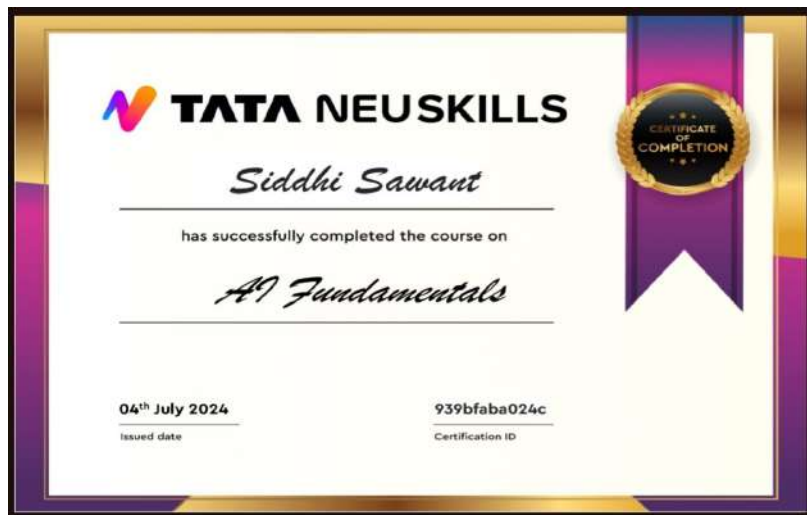 TATA NEUSKILLS
CERTIFICATE
OF
COMPLETION
Siddhi Sawant
has successfully completed the course on
AI Fundamentals
04th July 2024
Issued date
939bfaba024c
Certification ID